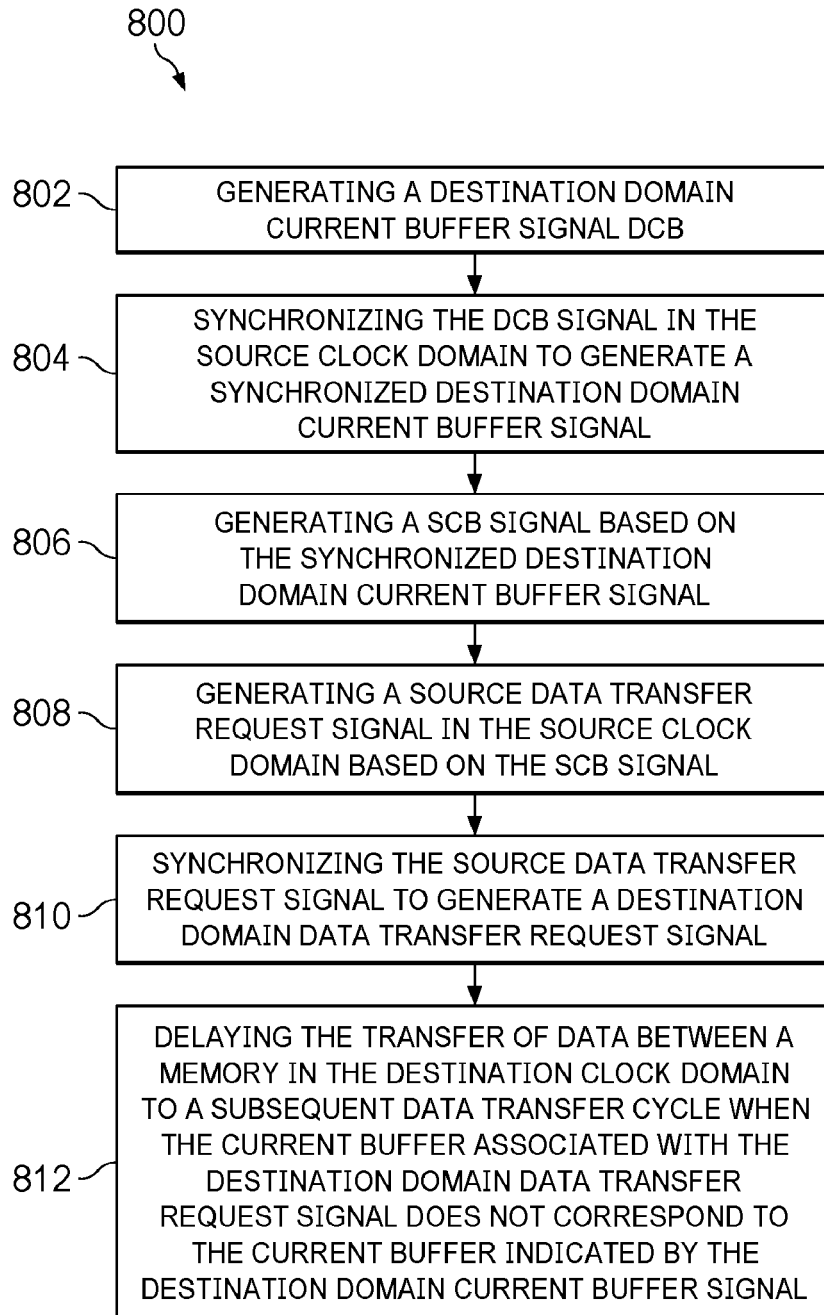 800
802
GENERATING A DESTINATION DOMAIN
CURRENT BUFFER SIGNAL DCB
804
SYNCHRONIZING THE DCB SIGNAL IN THE
SOURCE CLOCK DOMAIN TO GENERATE A
SYNCHRONIZED DESTINATION DOMAIN
CURRENT BUFFER SIGNAL
806
GENERATING A SCB SIGNAL BASED ON
THE SYNCHRONIZED DESTINATION
DOMAIN CURRENT BUFFER SIGNAL
808
GENERATING A SOURCE DATA TRANSFER
REQUEST SIGNAL IN THE SOURCE CLOCK
DOMAIN BASED ON THE SCB SIGNAL
810
SYNCHRONIZING THE SOURCE DATA TRANSFER
REQUEST SIGNAL TO GENERATE A DESTINATION
DOMAIN DATA TRANSFER REQUEST SIGNAL
812
DELAYING THE TRANSFER OF DATA BETWEEN A
MEMORY IN THE DESTINATION CLOCK DOMAIN
TO A SUBSEQUENT DATA TRANSFER CYCLE WHEN
THE CURRENT BUFFER ASSOCIATED WITH THE
DESTINATION DOMAIN DATA TRANSFER
REQUEST SIGNAL DOES NOT CORRESPOND TO
THE CURRENT BUFFER INDICATED BY THE
DESTINATION DOMAIN CURRENT BUFFER SIGNAL